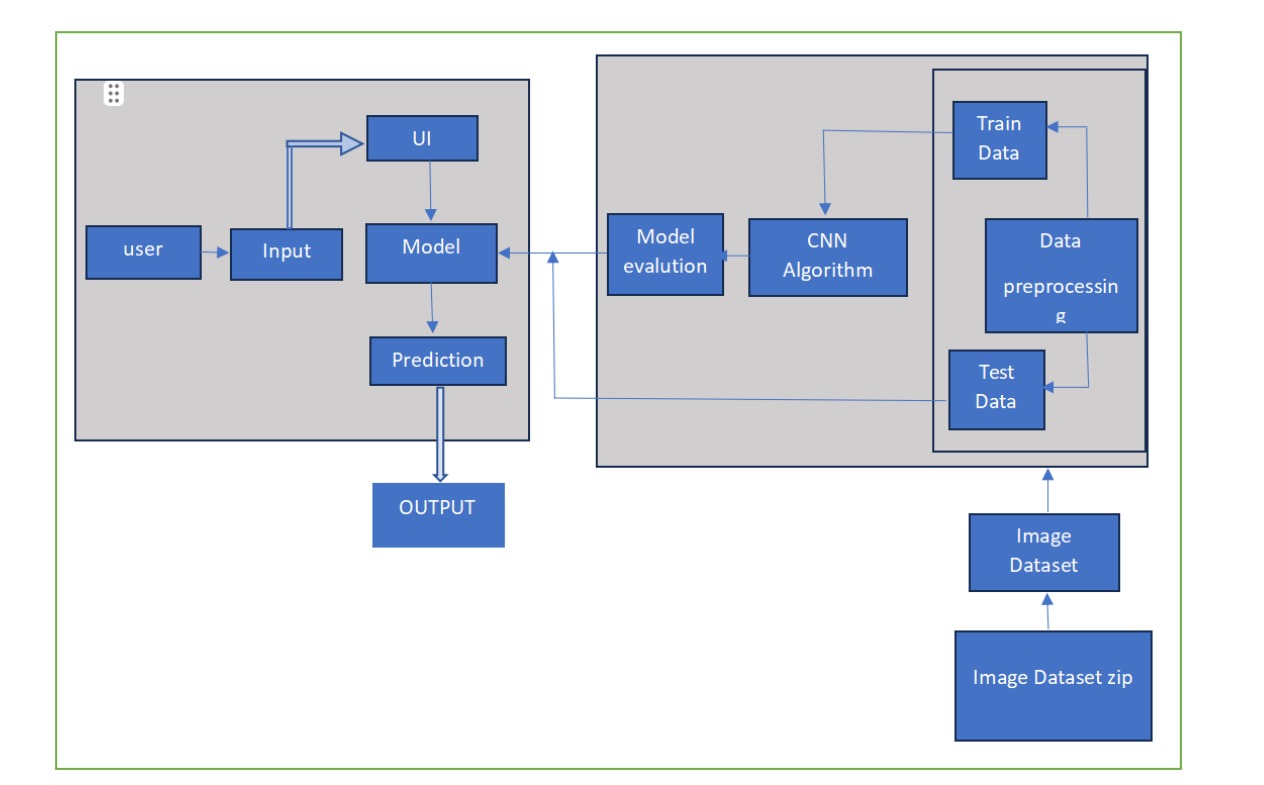 UI
user
Input
Model
Prediction
OUTPUT
Model
evalution
CNN
Algorithm
Train
Data
Data
preprocessin
g
Test
Data
Image
Dataset
Image Dataset zip